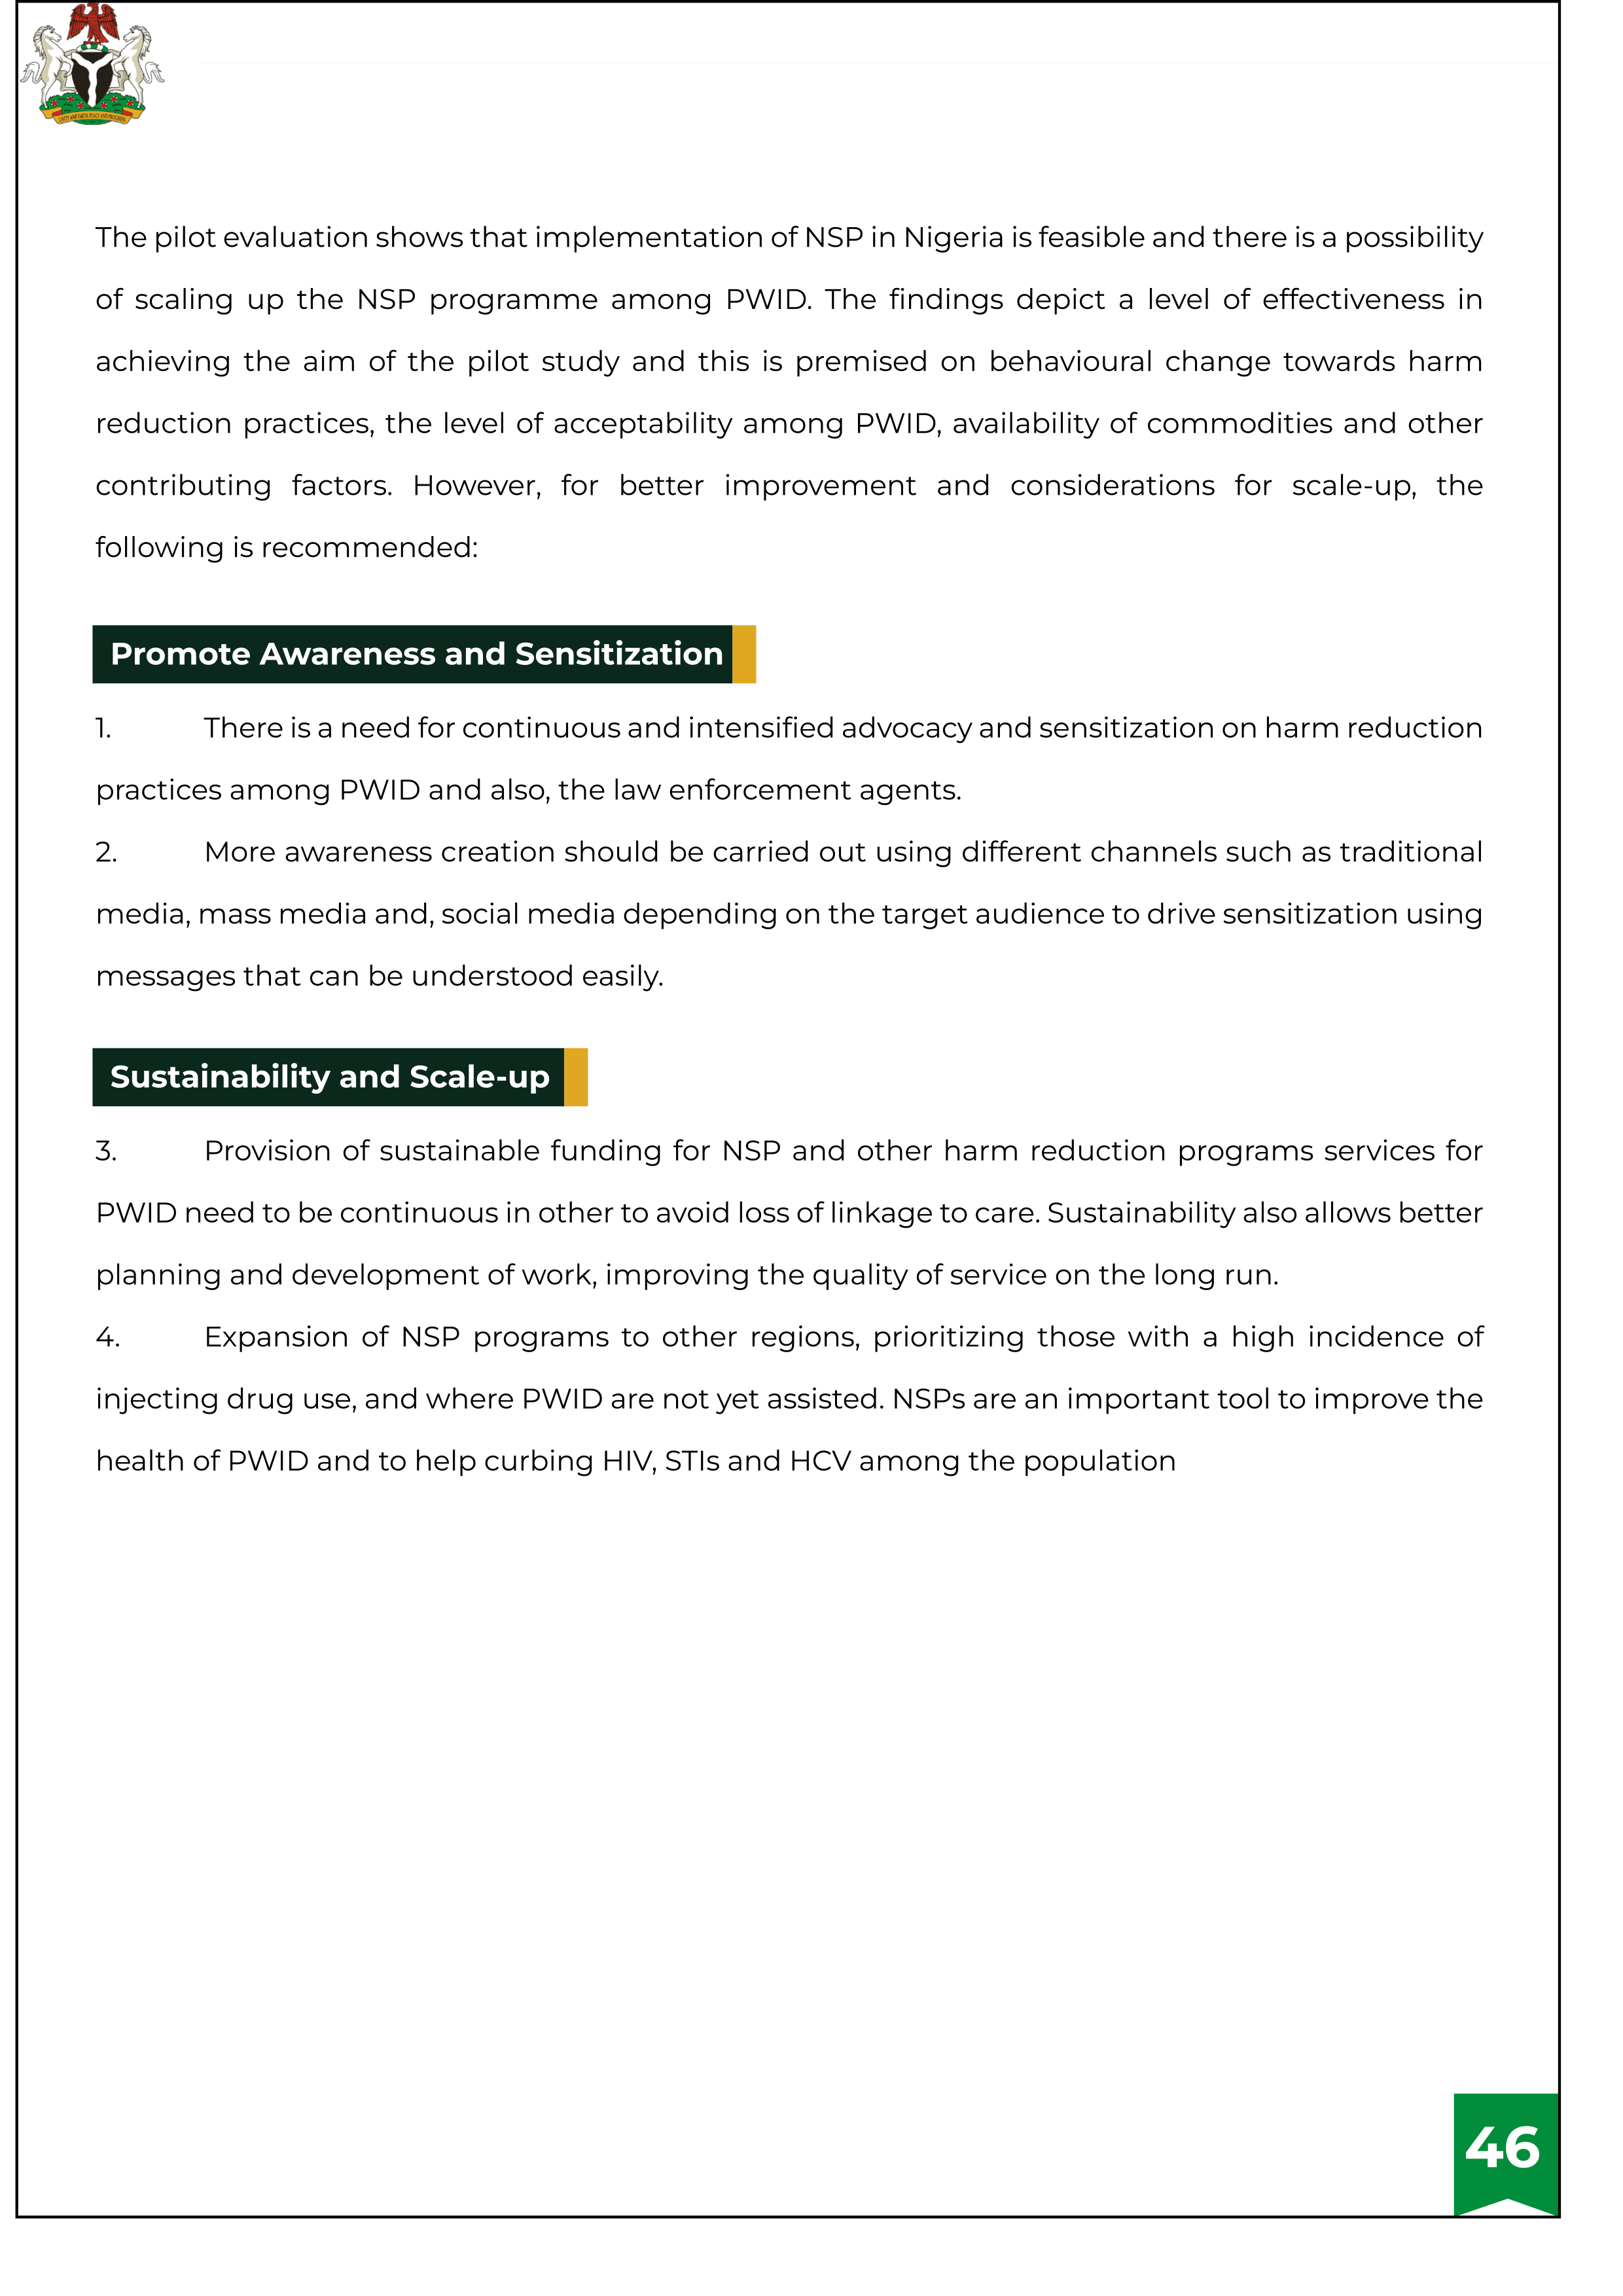 UNITY AND FAITH, PEACE AND PROGRESS
The pilot evaluation shows that implementation of NSP in Nigeria is feasible and there is a possibility
of scaling up the NSP programme among PWID. The findings depict a level of effectiveness in
achieving the aim of the pilot study and this is premised on behavioural change towards harm
reduction practices, the level of acceptability among PWID, availability of commodities and other
contributing factors. However, for better improvement and considerations for scale-up, the
following is recommended:
Promote Awareness and Sensitization
1. There is a need for continuous and intensified advocacy and sensitization on harm reduction
practices among PWID and also, the law enforcement agents.
2. More awareness creation should be carried out using different channels such as traditional
media, mass media and, social media depending on the target audience to drive sensitization using
messages that can be understood easily.
Sustainability and Scale-up
3. Provision of sustainable funding for NSP and other harm reduction programs services for
PWID need to be continuous in other to avoid loss of linkage to care. Sustainability also allows better
planning and development of work, improving the quality of service on the long run.
4. Expansion of NSP programs to other regions, prioritizing those with a high incidence of
injecting drug use, and where PWID are not yet assisted. NSPs are an important tool to improve the
health of PWID and to help curbing HIV, STIs and HCV among the population
46